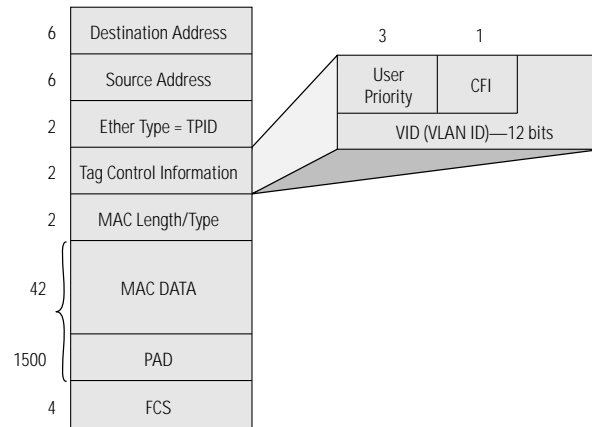 6 Destination Address
6 Source Address
2 Ether Type = TPID
2 Tag Control Information
2 MAC Length/Type
42 MAC DATA
1500 PAD
4 FCS
3 1
User Priority
CFI
VID (VLAN ID)—12 bits